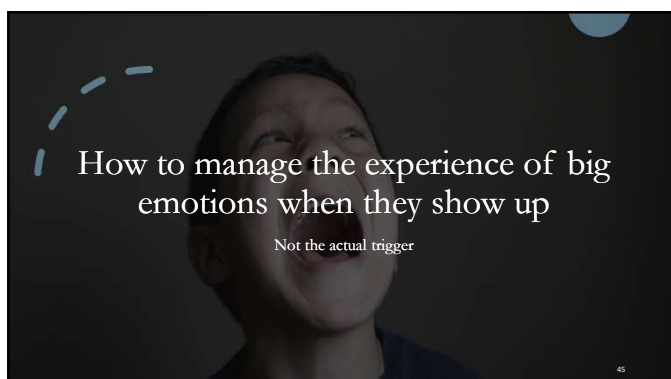 How to manage the experience of big
emotions when they show up
Not the actual trigger
45